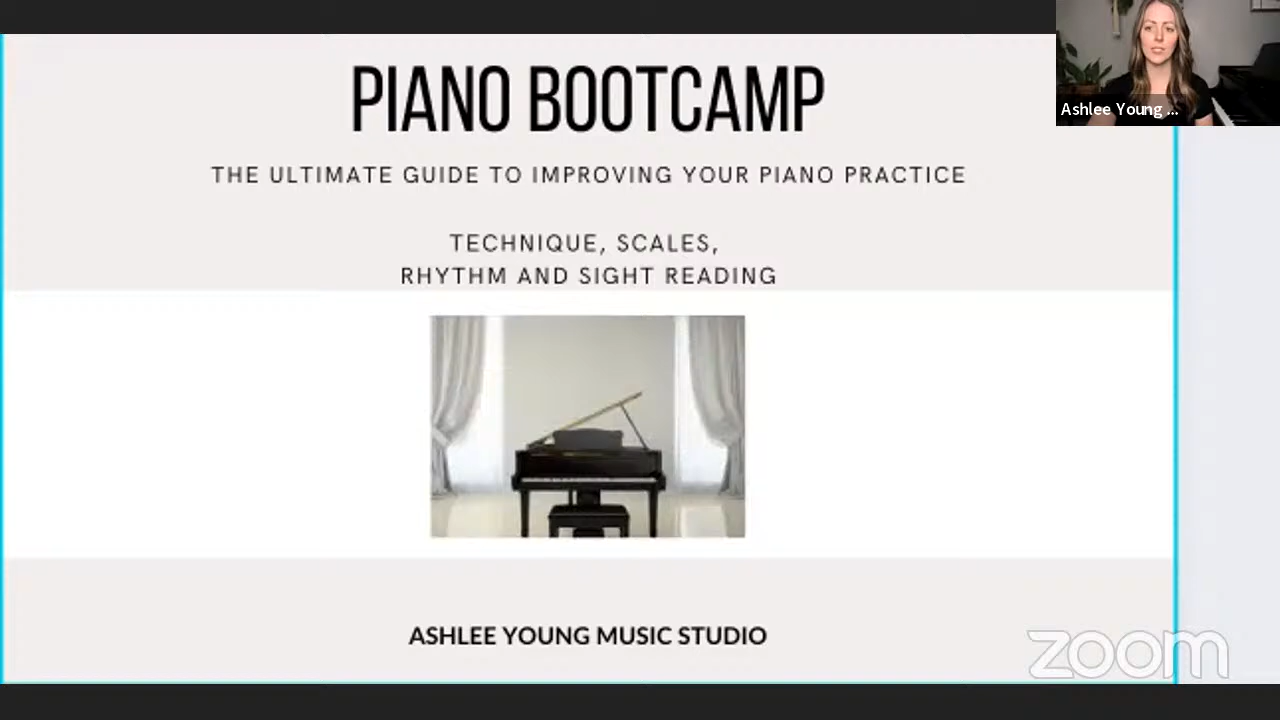 PIANO BOOTCAMP
THE ULTIMATE GUIDE TO IMPROVING YOUR PIANO PRACTICE
TECHNIQUE, SCALES,
RHYTHM AND SIGHT READING
ASHLEE YOUNG MUSIC STUDIO
Ashlee Young ...
zoom